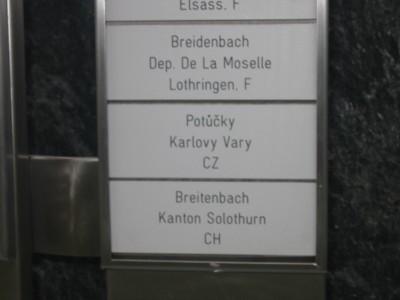 Elsass, F
Breidenbach
Dep. De La Moselle
Lothringen, F
Potůčky
Karlovy Vary
CZ
Breitenbach
Kanton Solothurn
CH